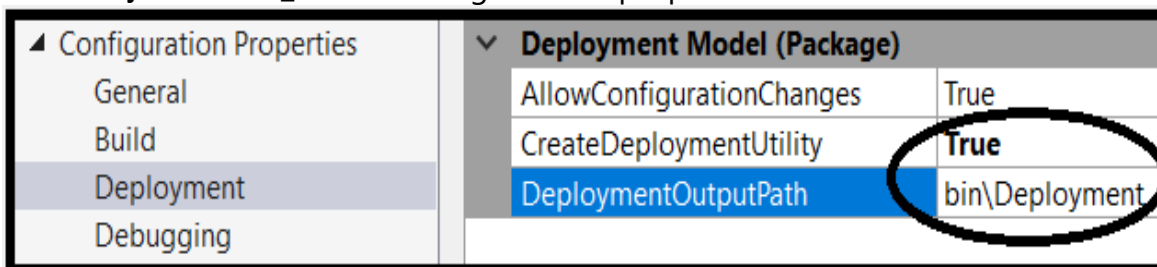 Configuration Properties
General
Build
Deployment
Debugging
Deployment Model (Package)
AllowConfigurationChanges True
CreateDeploymentUtility True
DeploymentOutputPath bin\Deployment